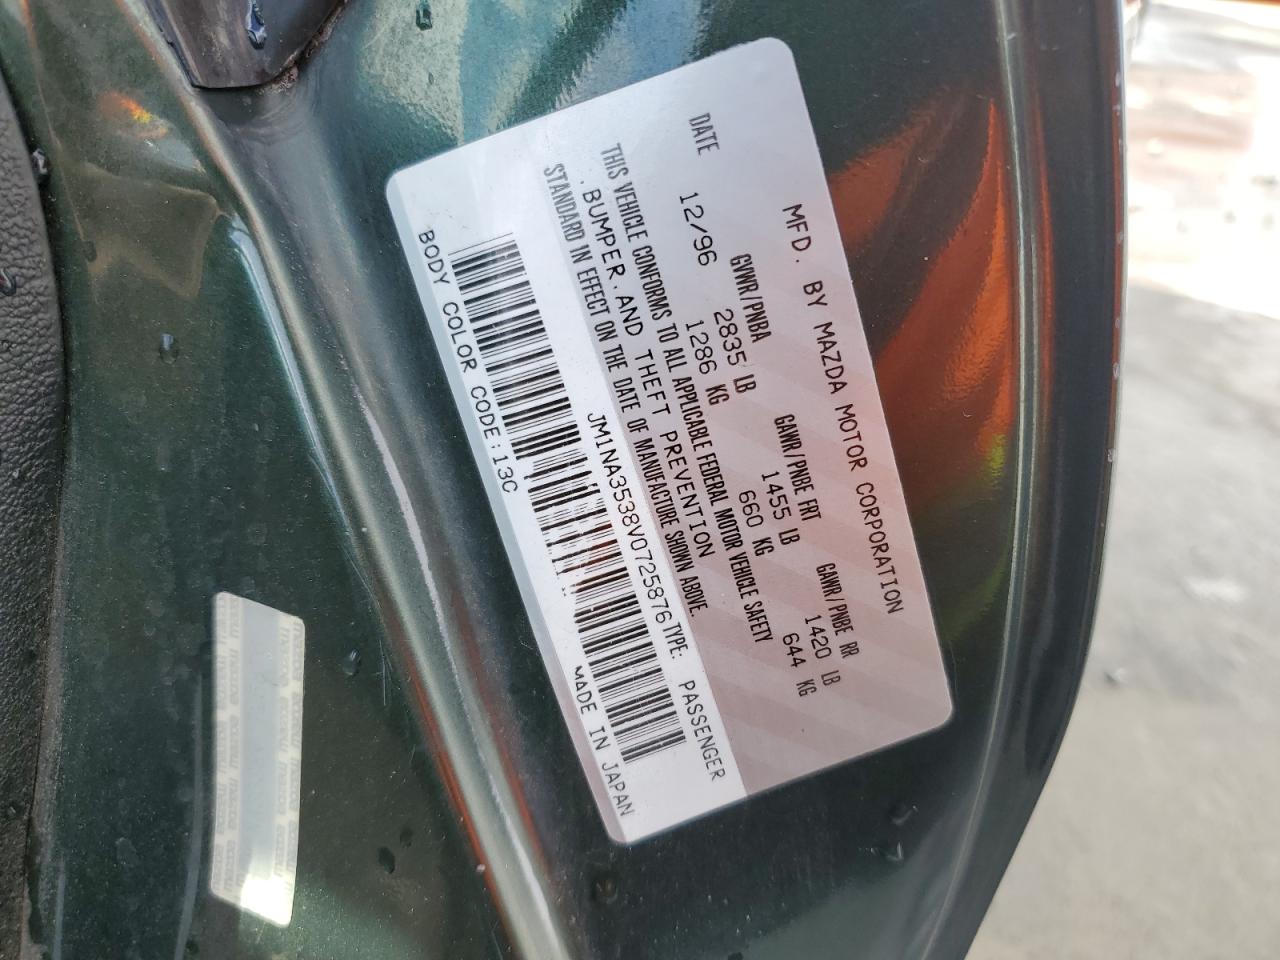 MFD. BY MAZDA MOTOR CORPORATION
DATE GVWR/PNBA GAWR/PNBE FRT GAWR/PNBE RR
12/96 2835 LB 1455 LB 1420 LB
1286 KG 660 KG 644 KG
THIS VEHICLE CONFORMS TO ALL APPLICABLE FEDERAL MOTOR VEHICLE SAFETY
, BUMPER, AND THEFT PREVENTION
STANDARD IN EFFECT ON THE DATE OF MANUFACTURE SHOWN ABOVE.
JM1NA3538V0725876 TYPE: PASSENGER
BODY COLOR CODE:13C MADE IN JAPAN